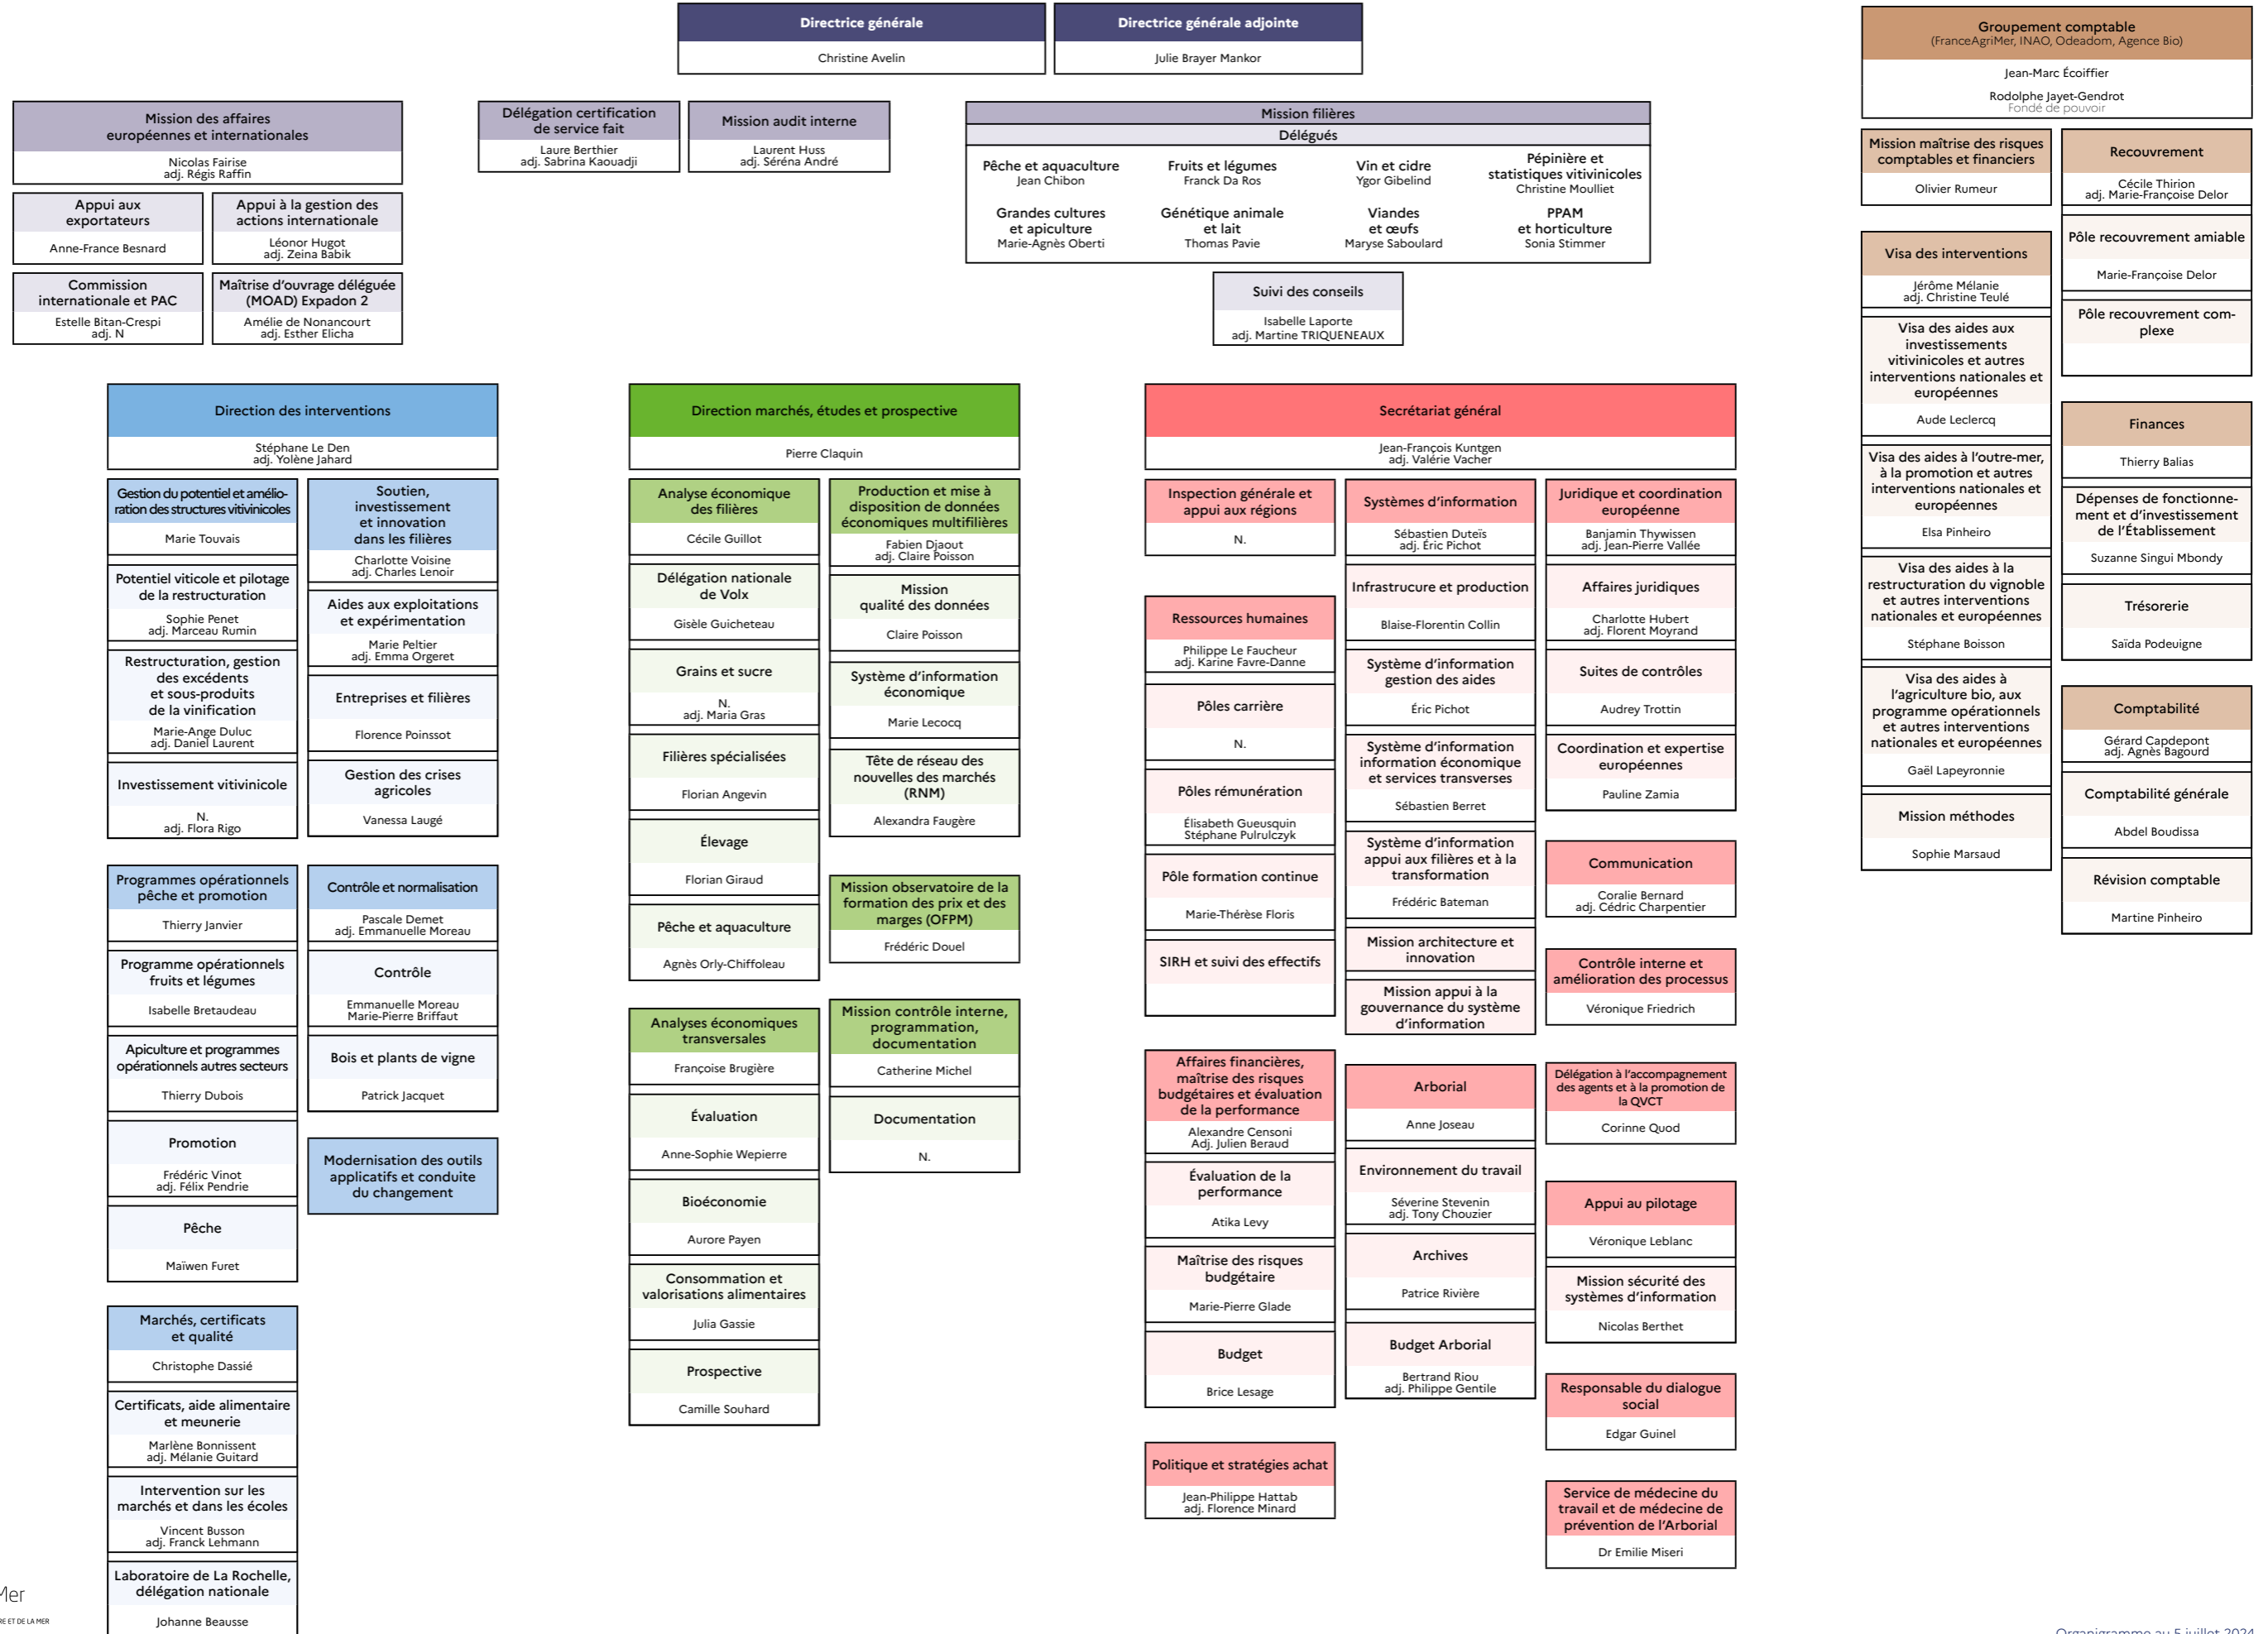 Directrice générale
Christine Avelin
Directrice générale adjointe
Julie Brayer Mankor
Groupement comptable
(FranceAgriMer, INAO, Odeadom, Agence Bio)
Jean-Marc Écoiffier
Rodolphe Jayet-Gendrot
Fondé de pouvoir
Mission des affaires
européennes et internationales
Nicolas Fairise
adj. Régis Raffin
Appui aux
exportateurs
Anne-France Besnard
Appui à la gestion des
actions internationale
Léonor Hugot
adj. Zeina Babik
Commission
internationale et PAC
Estelle Bitan-Crespi
adj. N
Maîtrise d'ouvrage déléguée
(MOAD) Expadon 2
Amélie de Nonancourt
adj. Esther Elicha
Délégation certification
de service fait
Laure Berthier
adj. Sabrina Kaouadji
Mission audit interne
Laurent Huss
adj. Séréna André
Mission filières
Délégués
Pêche et aquaculture
Jean Chibon
Fruits et légumes
Franck Da Ros
Vin et cidre
Ygor Gibelind
Pépinière et
statistiques vitivinicoles
Christine Moulliet
Grandes cultures
et apiculture
Marie-Agnès Oberti
Génétique animale
et lait
Thomas Pavie
Viandes
et œufs
Maryse Saboulard
PPAM
et horticulture
Sonia Stimmer
Suivi des conseils
Isabelle Laporte
adj. Martine TRIQUENEAUX
Direction des interventions
Stéphane Le Den
adj. Yolène Jahard
Gestion du potentiel et amélio-
ration des structures vitivinicoles
Marie Touvais
Potentiel viticole et pilotage
de la restructuration
Sophie Penet
adj. Marceau Rumin
Restructuration, gestion
des excédents
et sous-produits
de la vinification
Marie-Ange Duluc
adj. Daniel Laurent
Investissement vitivinicole
N.
adj. Flora Rigo
Soutien,
investissement
et innovation
dans les filières
Charlotte Voisine
adj. Charles Lenoir
Aides aux exploitations
et expérimentation
Marie Peltier
adj. Emma Orgeret
Entreprises et filières
Florence Poinssot
Gestion des crises
agricoles
Vanessa Laugé
Programmes opérationnels
pêche et promotion
Thierry Janvier
Programme opérationnels
fruits et légumes
Isabelle Bretaudeau
Apiculture et programmes
opérationnels autres secteurs
Thierry Dubois
Promotion
Frédéric Vinot
adj. Félix Pendrie
Pêche
Maïwen Furet
Contrôle et normalisation
Pascale Demet
adj. Emmanuelle Moreau
Contrôle
Emmanuelle Moreau
Marie-Pierre Briffaut
Bois et plants de vigne
Patrick Jacquet
Modernisation des outils
applicatifs et conduite
du changement
Marchés, certificats
et qualité
Christophe Dassié
Certificats, aide alimentaire
et meunerie
Marlène Bonnissent
adj. Mélanie Guitard
Intervention sur les
marchés et dans les écoles
Vincent Busson
adj. Franck Lehmann
Laboratoire de La Rochelle,
délégation nationale
Johanne Beausse
Direction marchés, études et prospective
Pierre Claquin
Analyse économique
des filières
Cécile Guillot
Délégation nationale
de Volx
Gisèle Guicheteau
Grains et sucre
N.
adj. Maria Gras
Filières spécialisées
Florian Angevin
Élevage
Florian Giraud
Pêche et aquaculture
Agnès Orly-Chiffoleau
Production et mise à
disposition de données
économiques multifilières
Fabien Djaout
adj. Claire Poisson
Mission
qualité des données
Claire Poisson
Système d'information
économique
Marie Lecocq
Tête de réseau des
nouvelles des marchés
(RNM)
Alexandra Faugère
Mission observatoire de la
formation des prix et des
marges (OFPM)
Frédéric Douel
Analyses économiques
transversales
Françoise Brugière
Évaluation
Anne-Sophie Wepierre
Bioéconomie
Aurore Payen
Consommation et
valorisations alimentaires
Julia Gassie
Prospective
Camille Souhard
Mission contrôle interne,
programmation,
documentation
Catherine Michel
Documentation
N.
Secrétariat général
Jean-François Kuntgen
adj. Valérie Vacher
Inspection générale et
appui aux régions
N.
Ressources humaines
Philippe Le Faucheur
adj. Karine Favre-Danne
Pôles carrière
N.
Pôles rémunération
Élisabeth Gueusquin
Stéphane Pulrulczyk
Pôle formation continue
Marie-Thérèse Floris
SIRH et suivi des effectifs
Affaires financières,
maîtrise des risques
budgétaires et évaluation
de la performance
Alexandre Censoni
Adj. Julien Beraud
Évaluation de la
performance
Atika Levy
Maîtrise des risques
budgétaire
Marie-Pierre Glade
Budget
Brice Lesage
Politique et stratégies achat
Jean-Philippe Hattab
adj. Florence Minard
Systèmes d'information
Sébastien Duteïs
adj. Éric Pichot
Infrastrucure et production
Blaise-Florentin Collin
Système d'information
gestion des aides
Éric Pichot
Système d'information
information économique
et services transverses
Sébastien Berret
Système d'information
appui aux filières et à la
transformation
Frédéric Bateman
Mission architecture et
innovation
Mission appui à la
gouvernance du système
d'information
Arborial
Anne Joseau
Environnement du travail
Séverine Stevenin
adj. Tony Chouzier
Archives
Patrice Rivière
Budget Arborial
Bertrand Riou
adj. Philippe Gentile
Juridique et coordination
européenne
Banjamin Thywissen
adj. Jean-Pierre Vallée
Affaires juridiques
Charlotte Hubert
adj. Florent Moyrand
Suites de contrôles
Audrey Trottin
Coordination et expertise
européennes
Pauline Zamia
Communication
Coralie Bernard
adj. Cédric Charpentier
Contrôle interne et
amélioration des processus
Véronique Friedrich
Délégation à l'accompagnement
des agents et à la promotion de
la QVCT
Corinne Quod
Appui au pilotage
Véronique Leblanc
Mission sécurité des
systèmes d'information
Nicolas Berthet
Responsable du dialogue
social
Edgar Guinel
Service de médecine du
travail et de médecine de
prévention de l'Arborial
Dr Emilie Miseri
Mission maîtrise des risques
comptables et financiers
Olivier Rumeur
Visa des interventions
Jérôme Mélanie
adj. Christine Teulé
Visa des aides aux
investissements
vitivinicoles et autres
interventions nationales et
européennes
Aude Leclercq
Visa des aides à l'outre-mer,
à la promotion et autres
interventions nationales et
européennes
Elsa Pinheiro
Visa des aides à la
restructuration du vignoble
et autres interventions
nationales et européennes
Stéphane Boisson
Visa des aides à
l'agriculture bio, aux
programme opérationnels
et autres interventions
nationales et européennes
Gaël Lapeyronnie
Mission méthodes
Sophie Marsaud
Recouvrement
Cécile Thirion
adj. Marie-Françoise Delor
Pôle recouvrement amiable
Marie-Françoise Delor
Pôle recouvrement com-
plexe
Finances
Thierry Balias
Dépenses de fonctionne-
ment et d'investissement
de l'Établissement
Suzanne Singui Mbondy
Trésorerie
Saïda Podeuigne
Comptabilité
Gérard Capdepont
adj. Agnès Bagourd
Comptabilité générale
Abdel Boudissa
Révision comptable
Martine Pinheiro
Mer
RE ET DE LA MER
Organigramme au 5 juillet 2024